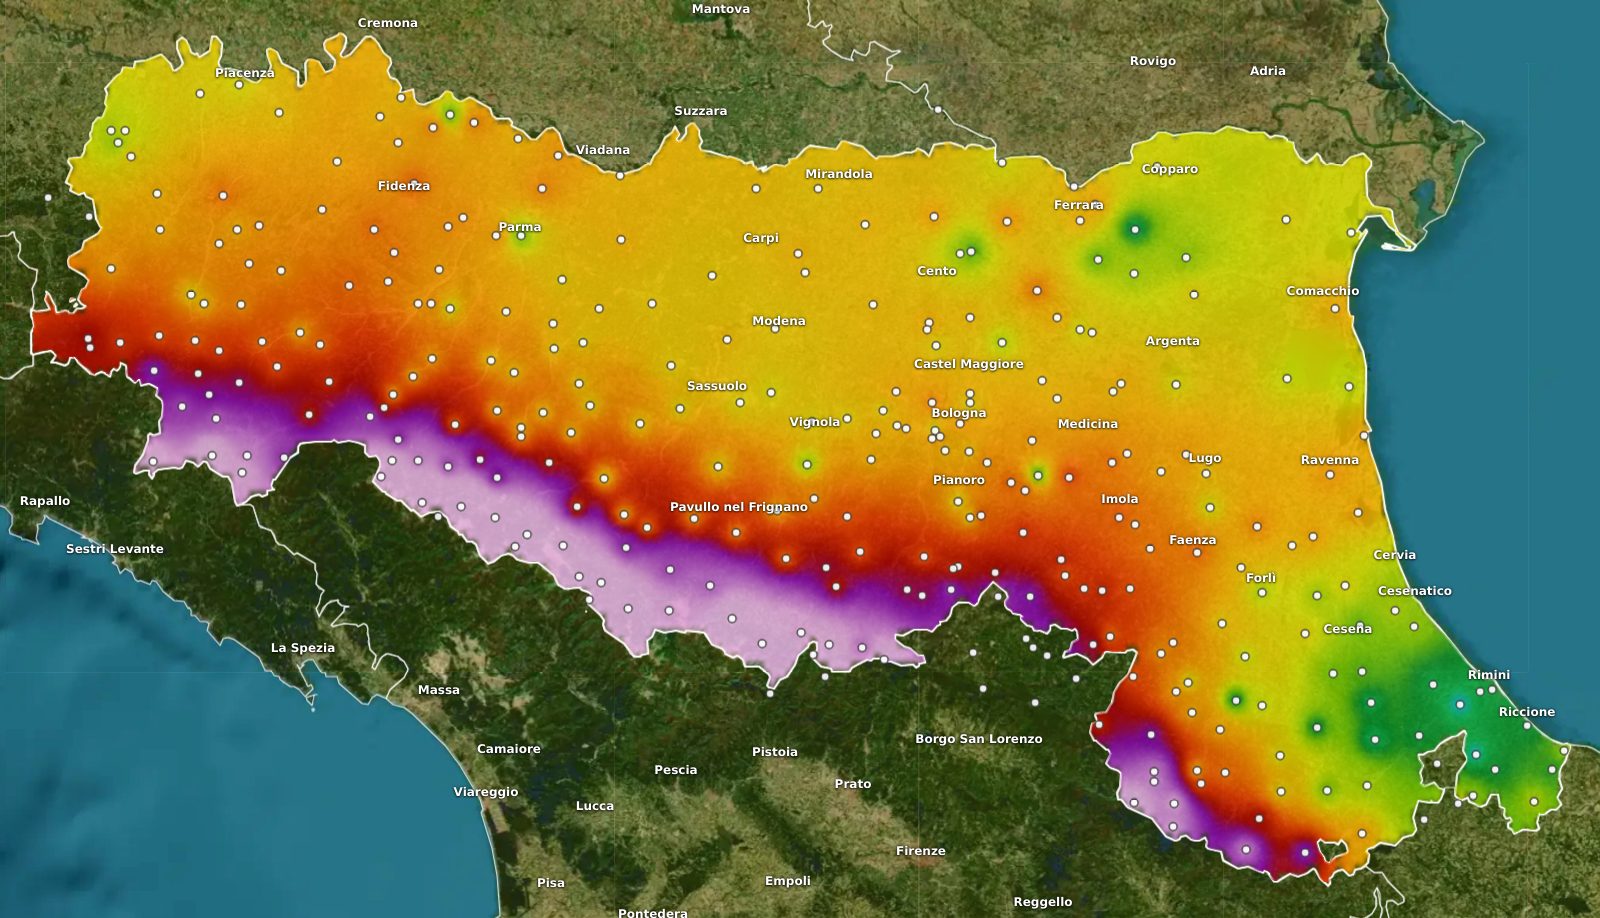 Mantova
Cremona
Rovigo
Adria
Piacenza
Suzzara
Viadana
Copparo
Mirandola
Fidenza
Ferrara
Parma
Carpi
Cento
Comacchio
Modena
Argenta
Castel Maggiore
Sassuolo
Bologna
Vignola
Medicina
Lugo
Ravenna
Pianoro
Rapallo
Imola
Pavullo nel Frignano
Faenza
Sestri Levante
Cervia
Forlì
Cesenatico
Cesena
La Spezia
Rimini
Massa
Riccione
Borgo San Lorenzo
Camaiore
Pistoia
Pescia
Prato
Viareggio
Lucca
Firenze
Empoli
Pisa
Reggello
Pontedera